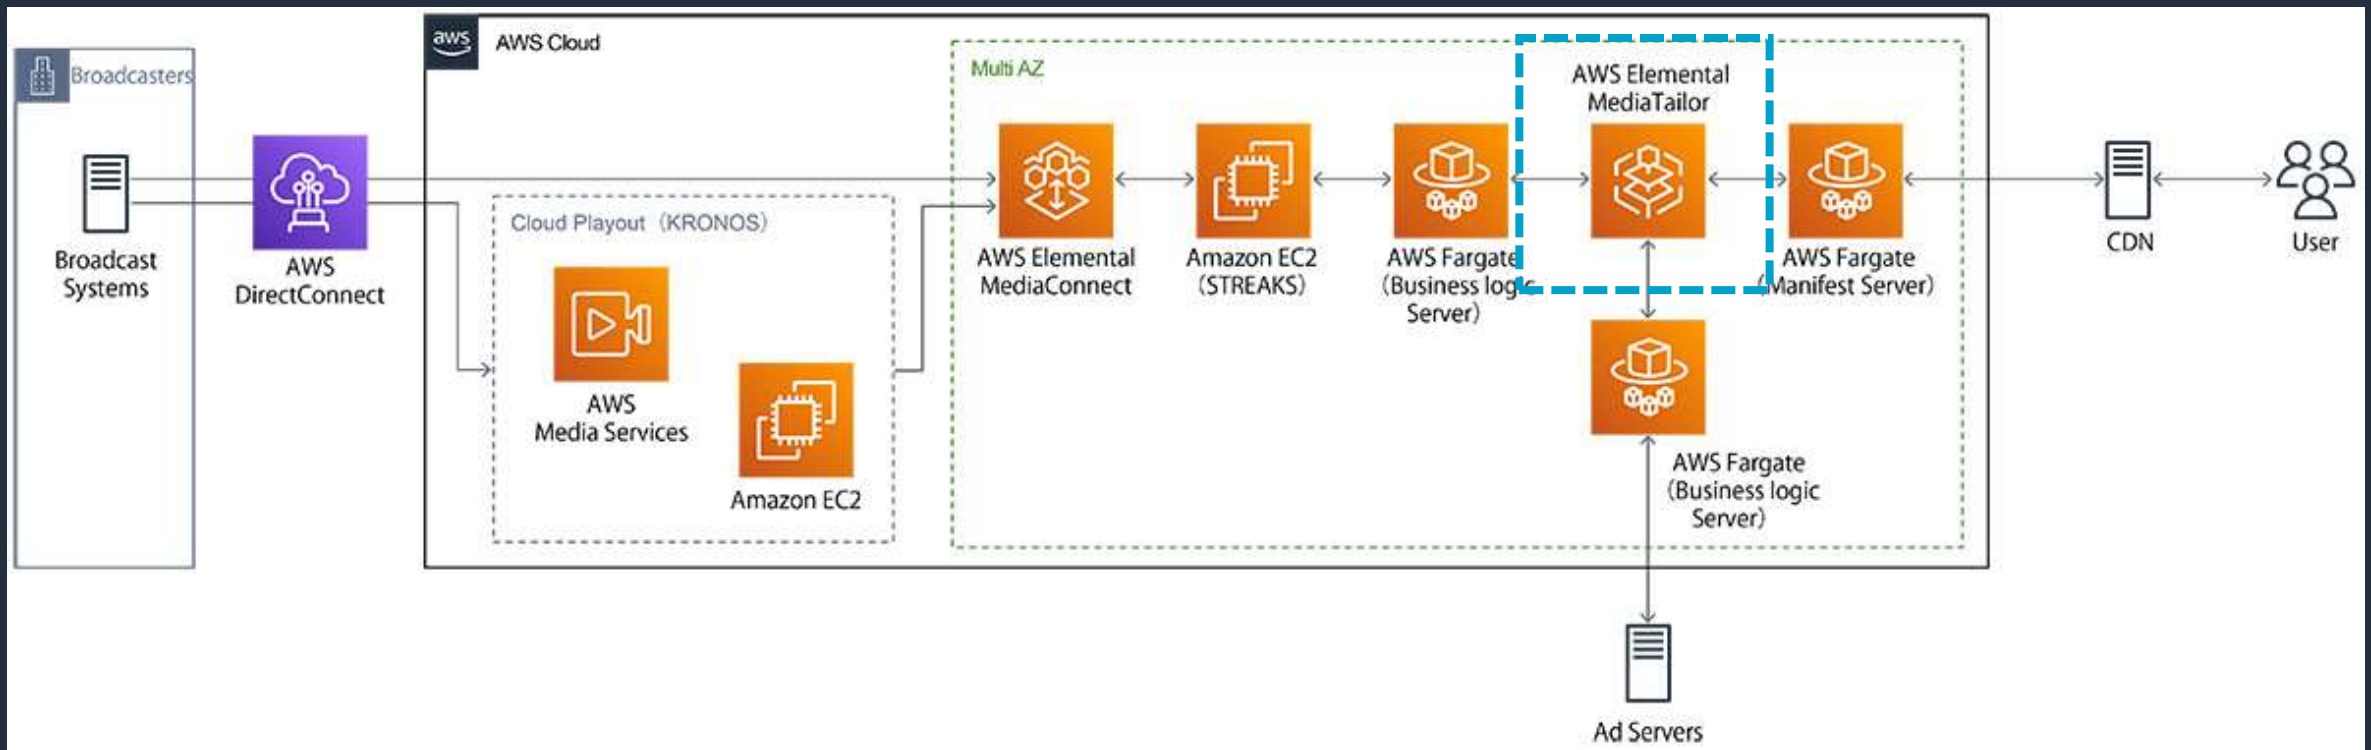 aws
AWS Cloud
Broadcasters
Broadcast
Systems
AWS
DirectConnect
Cloud Playout（KRONOS）
AWS
Media Services
Amazon EC2
Multi AZ
AWS Elemental
MediaConnect
Amazon EC2
（STREAKS）
AWS Fargate
（Business logic
Server）
AWS Elemental
MediaTailor
AWS Fargate
（Manifest Server）
AWS Fargate
（Business logic
Server）
Ad Servers
CDN
User